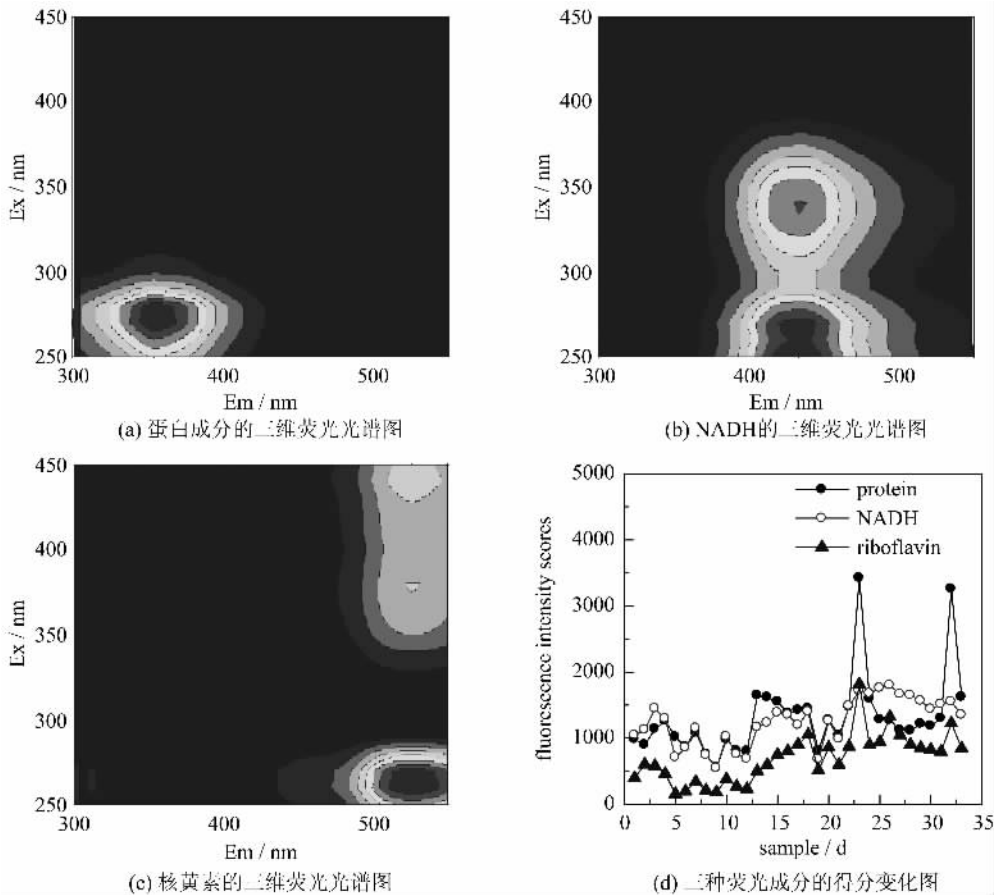 450
400
350
300
250
Ex / nm
300
400
500
Em / nm
(a) 蛋白成分的三维荧光光谱图
450
400
350
300
250
Ex / nm
400
500
Em / nm
(b) NADH的三维荧光光谱图
450
400
350
300
250
Ex / nm
300
400
500
Em / nm
(c) 核黄素的三维荧光光谱图
5000
4000
3000
2000
1000
0
fluorescence intensity scores
protein
NADH
riboflavin
0 5 10 15 20 25 30 35
sample / d
(d) 三种荧光成分的得分变化图